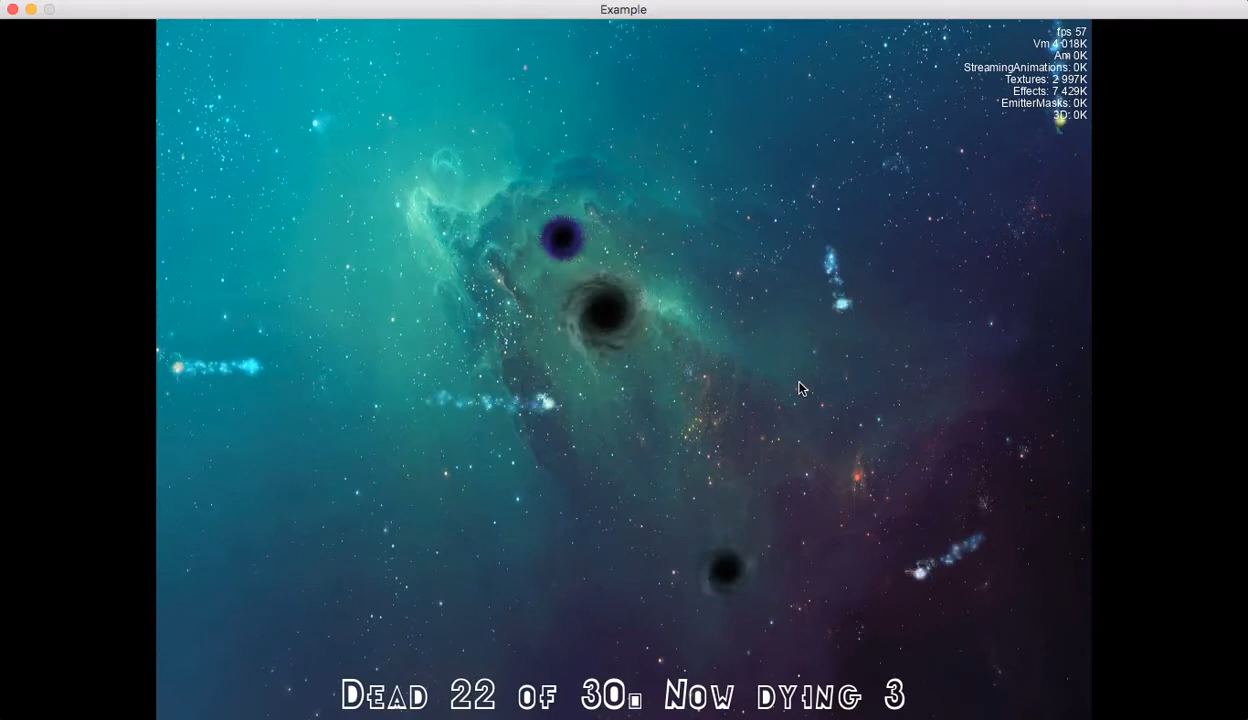 Example
fps 57
Vm 4 018K
Am 0K
StreamingAnimations: 0K
Textures: 2 997K
Effects: 7 429K
EmitterMasks: 0K
3D: 0K
Dead 22 of 30. Now dying 3